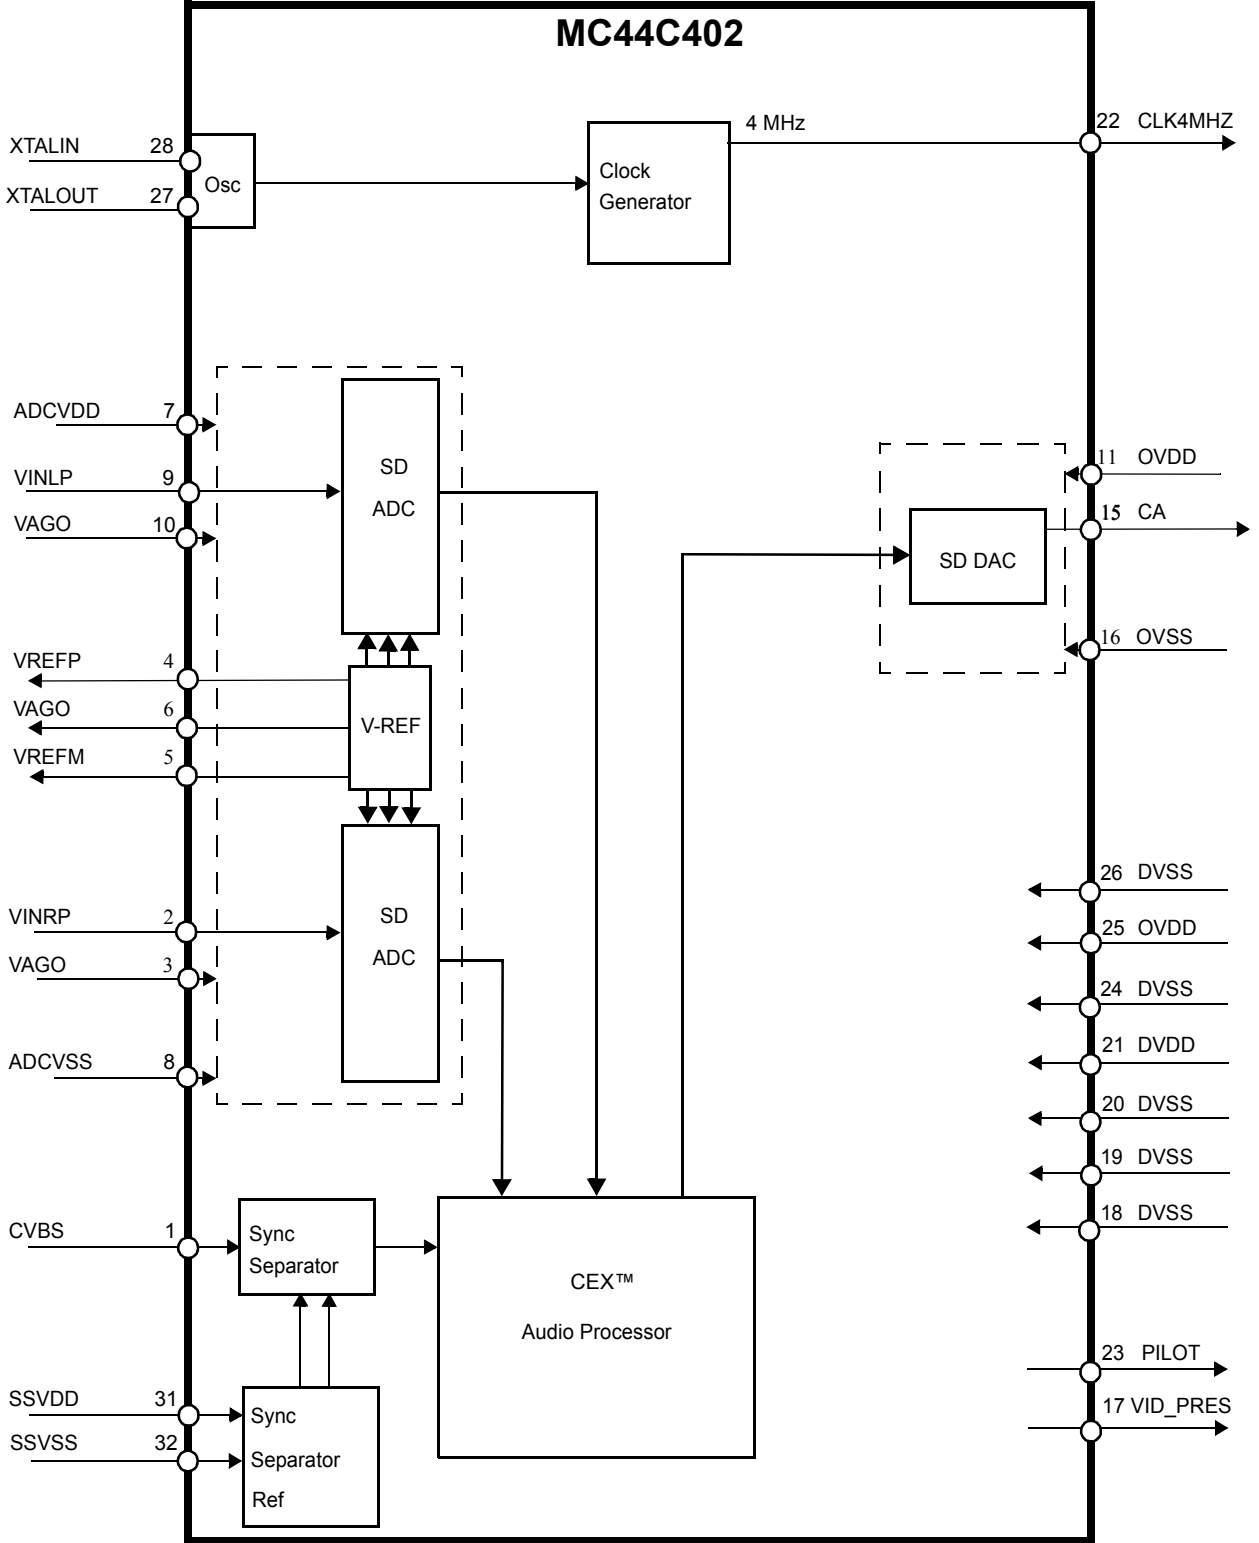 MC44C402
XTALIN 28
XTALOUT 27
Osc
Clock
Generator
4 MHz
22 CLK4MHZ
ADCVDD 7
VINLP 9
VAGO 10
SD
ADC
VREFP 4
VAGO 6
VREFM 5
V-REF
VINRP 2
VAGO 3
ADCVSS 8
SD
ADC
11 OVDD
15 CA
SD DAC
16 OVSS
26 DVSS
25 OVDD
24 DVSS
21 DVDD
20 DVSS
19 DVSS
18 DVSS
CVBS 1
Sync
Separator
CEX™
Audio Processor
SSVDD 31
SSVSS 32
Sync
Separator
Ref
23 PILOT
17 VID_PRES